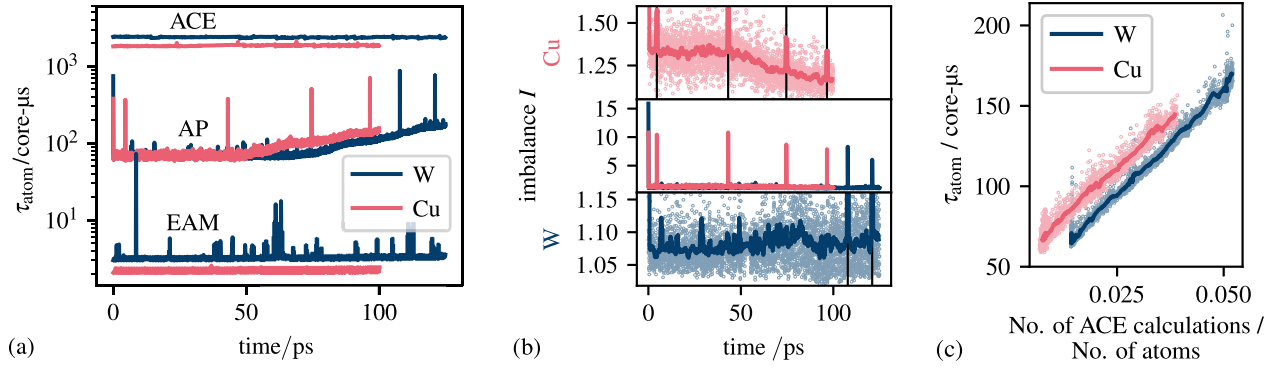 ACE
AP
EAM
W
Cu
10³
10²
10¹
τatom / core-μs
0
50
100
time/ps
(a)
Cu
imbalance I
W
1.50
1.25
15
10
5
1.15
1.10
1.05
0
50
100
time/ps
(b)
W
Cu
200
150
100
50
τatom / core-μs
0.025
0.050
No. of ACE calculations /
No. of atoms
(c)